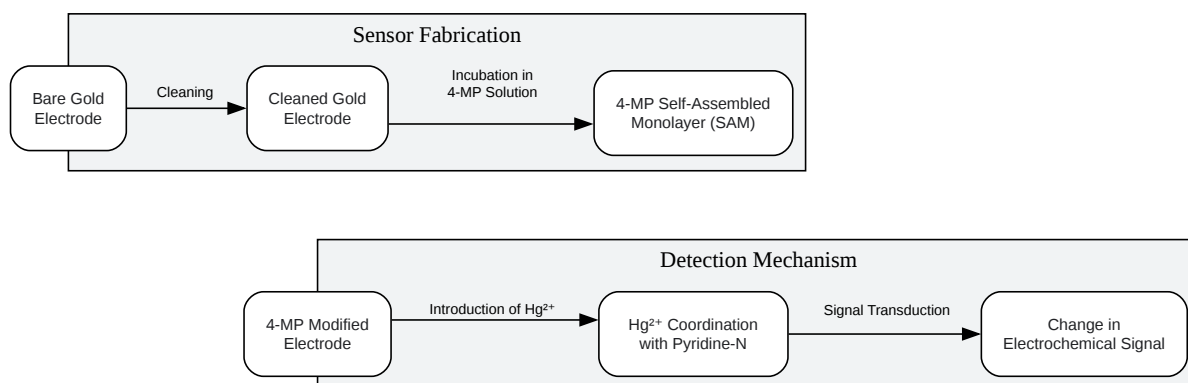 Sensor Fabrication
Bare Gold
Electrode
Cleaning
Cleaned Gold
Electrode
Incubation in
4-MP Solution
4-MP Self-Assembled
Monolayer (SAM)
Detection Mechanism
4-MP Modified
Electrode
Introduction of Hg²⁺
Hg²⁺ Coordination
with Pyridine-N
Signal Transduction
Change in
Electrochemical Signal